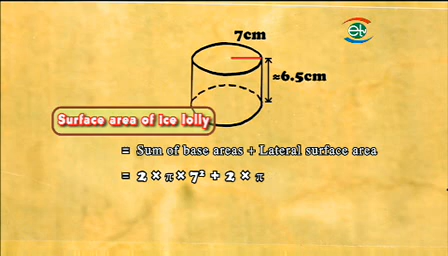 7cm
≈6.5cm
Surface area of Ice lolly
= Sum of base areas + Lateral surface area
= 2 × π × 7² + 2 × π